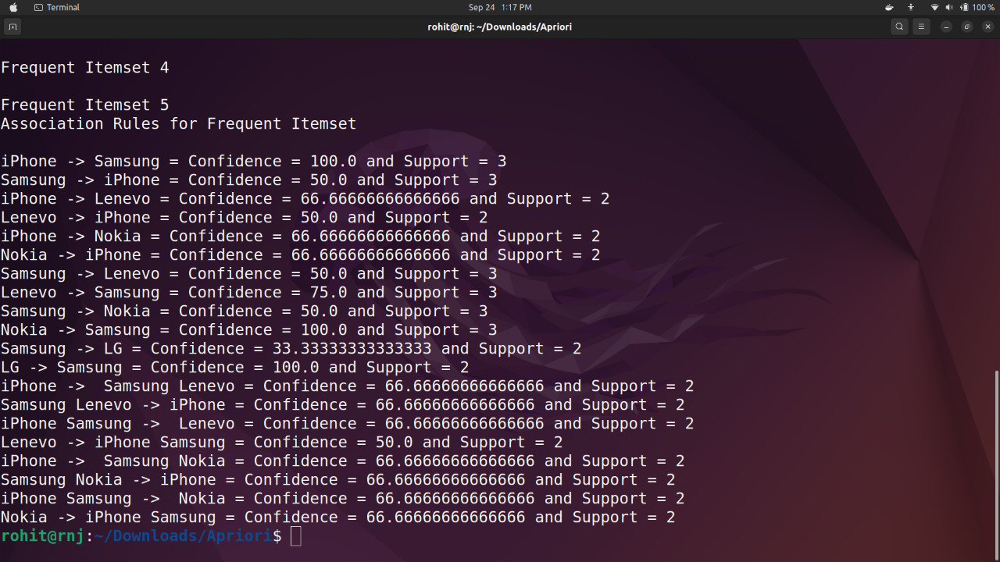 Terminal
Sep 24 1:17 PM
100 %
rohit@rnj: ~/Downloads/Apriori
Frequent Itemset 4
Frequent Itemset 5
Association Rules for Frequent Itemset
iPhone -> Samsung = Confidence = 100.0 and Support = 3
Samsung -> iPhone = Confidence = 50.0 and Support = 3
iPhone -> Lenevo = Confidence = 66.66666666666666 and Support = 2
Lenevo -> iPhone = Confidence = 50.0 and Support = 2
iPhone -> Nokia = Confidence = 66.66666666666666 and Support = 2
Nokia -> iPhone = Confidence = 66.66666666666666 and Support = 2
Samsung -> Lenevo = Confidence = 50.0 and Support = 3
Lenevo -> Samsung = Confidence = 75.0 and Support = 3
Samsung -> Nokia = Confidence = 50.0 and Support = 3
Nokia -> Samsung = Confidence = 100.0 and Support = 3
Samsung -> LG = Confidence = 33.33333333333333 and Support = 2
LG -> Samsung = Confidence = 100.0 and Support = 2
iPhone ->  Samsung Lenevo = Confidence = 66.66666666666666 and Support = 2
Samsung Lenevo -> iPhone = Confidence = 66.66666666666666 and Support = 2
iPhone Samsung ->  Lenevo = Confidence = 66.66666666666666 and Support = 2
Lenevo -> iPhone Samsung = Confidence = 50.0 and Support = 2
iPhone ->  Samsung Nokia = Confidence = 66.66666666666666 and Support = 2
Samsung Nokia -> iPhone = Confidence = 66.66666666666666 and Support = 2
iPhone Samsung ->  Nokia = Confidence = 66.66666666666666 and Support = 2
Nokia -> iPhone Samsung = Confidence = 66.66666666666666 and Support = 2
rohit@rnj:~/Downloads/Apriori$